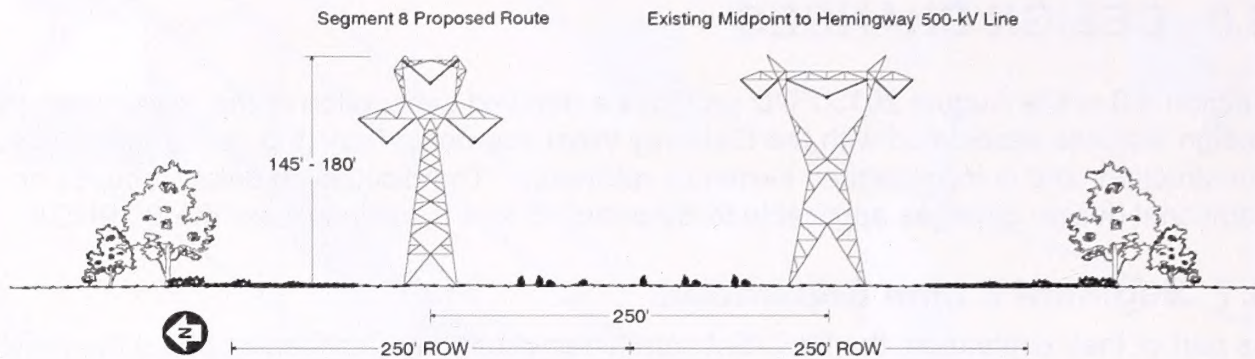 Segment 8 Proposed Route
Existing Midpoint to Hemingway 500-kV Line
145' - 180'
250'
N
250' ROW
250' ROW